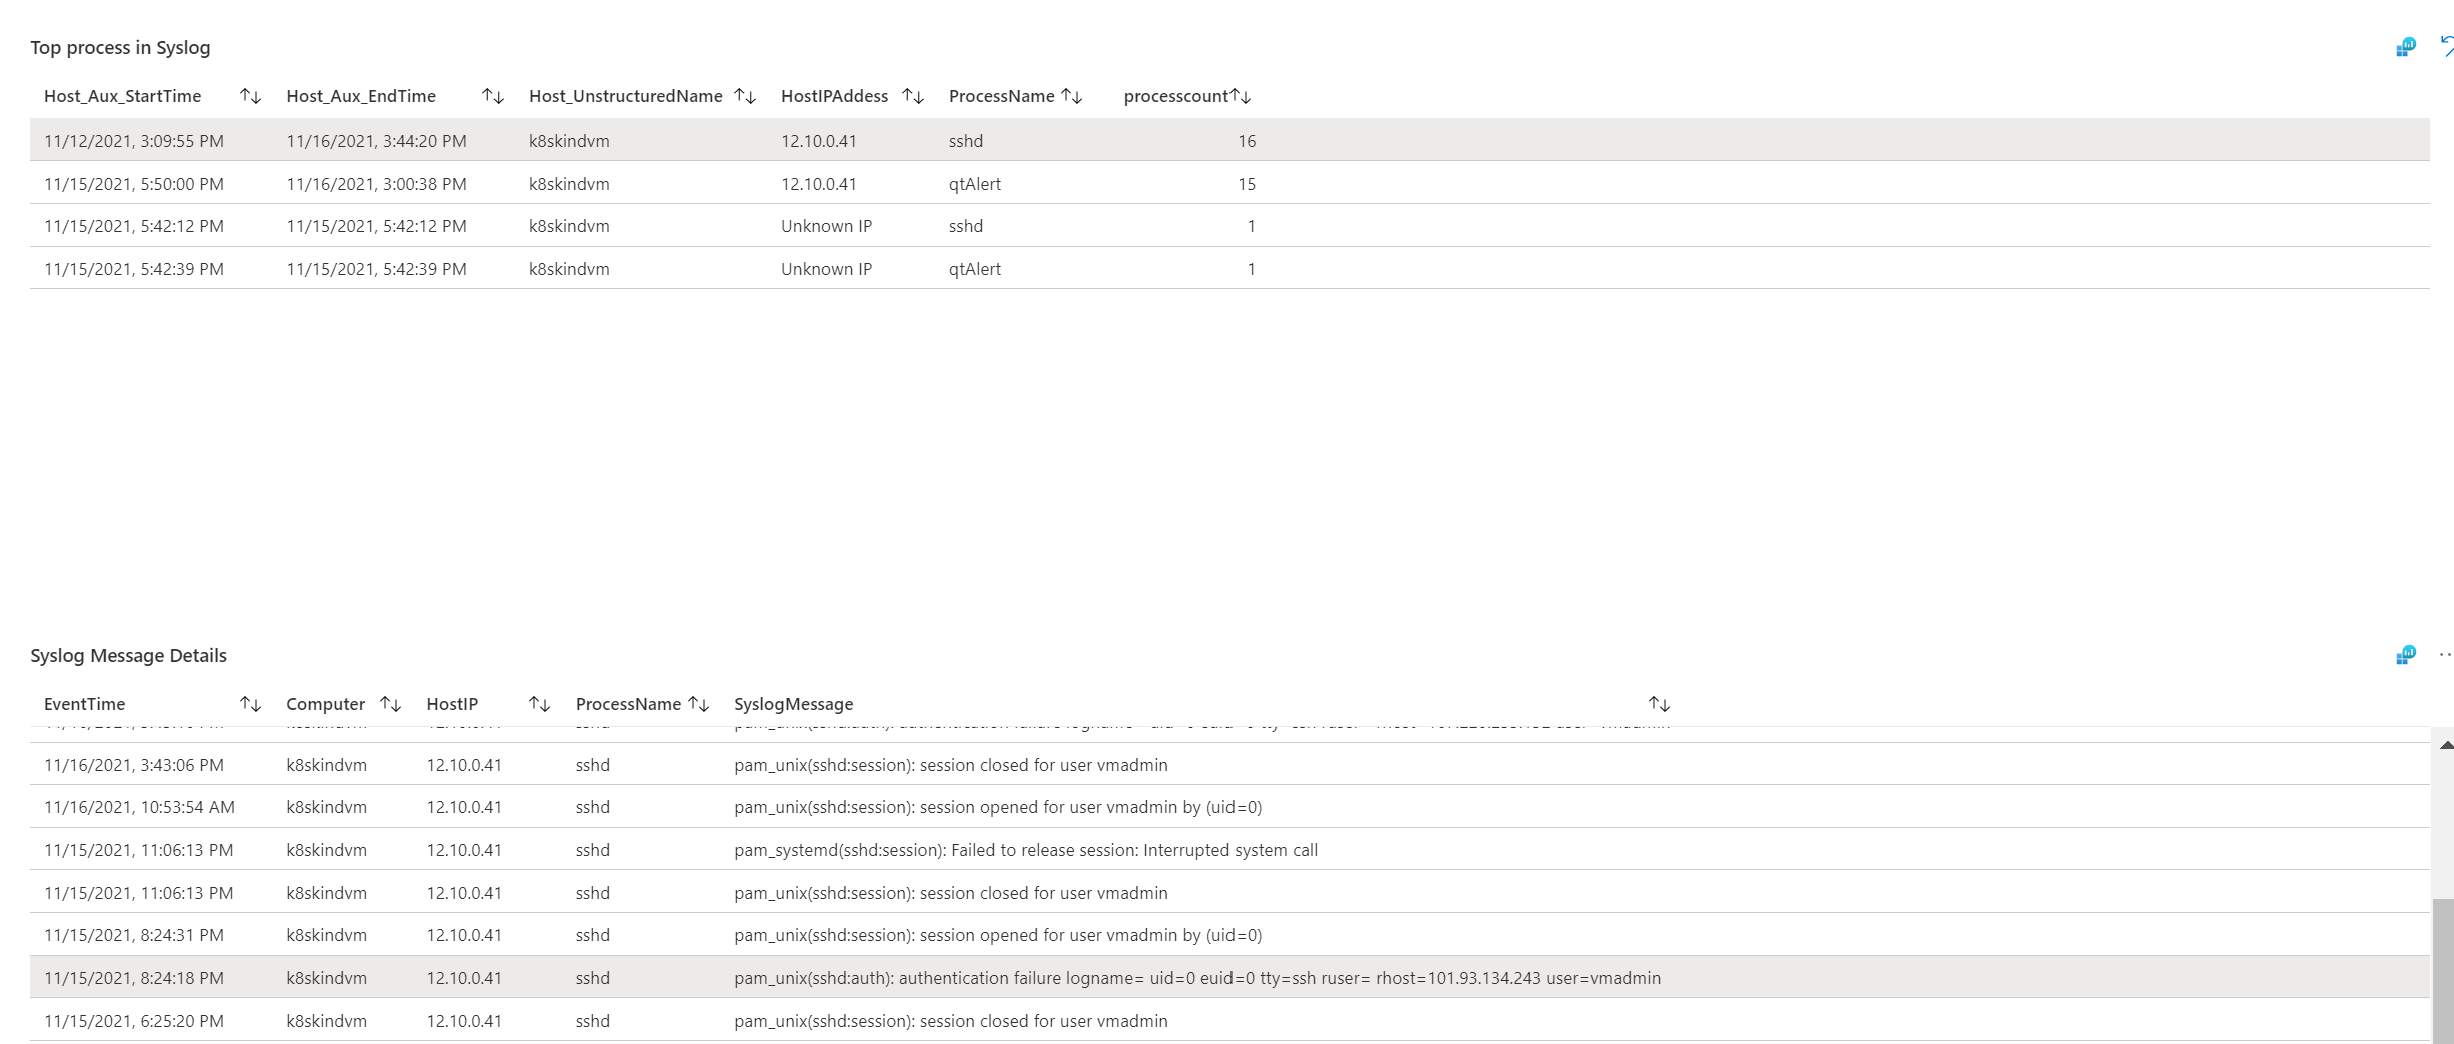 Top process in Syslog
Host_Aux_StartTime Host_Aux_EndTime Host_UnstructuredName HostIPAddess ProcessName processcount
11/12/2021, 3:09:55 PM 11/16/2021, 3:44:20 PM k8skindvm 12.10.0.41 sshd 16
11/15/2021, 5:50:00 PM 11/16/2021, 3:00:38 PM k8skindvm 12.10.0.41 qtAlert 15
11/15/2021, 5:42:12 PM 11/15/2021, 5:42:12 PM k8skindvm Unknown IP sshd 1
11/15/2021, 5:42:39 PM 11/15/2021, 5:42:39 PM k8skindvm Unknown IP qtAlert 1
Syslog Message Details
EventTime Computer HostIP ProcessName SyslogMessage
11/16/2021, 3:43:06 PM k8skindvm 12.10.0.41 sshd pam_unix(sshd:session): session closed for user vmadmin
11/16/2021, 10:53:54 AM k8skindvm 12.10.0.41 sshd pam_unix(sshd:session): session opened for user vmadmin by (uid=0)
11/15/2021, 11:06:13 PM k8skindvm 12.10.0.41 sshd pam_systemd(sshd:session): Failed to release session: Interrupted system call
11/15/2021, 11:06:13 PM k8skindvm 12.10.0.41 sshd pam_unix(sshd:session): session closed for user vmadmin
11/15/2021, 8:24:31 PM k8skindvm 12.10.0.41 sshd pam_unix(sshd:session): session opened for user vmadmin by (uid=0)
11/15/2021, 8:24:18 PM k8skindvm 12.10.0.41 sshd pam_unix(sshd:auth): authentication failure logname= uid=0 euid=0 tty=ssh ruser= rhost=101.93.134.243 user=vmadmin
11/15/2021, 6:25:20 PM k8skindvm 12.10.0.41 sshd pam_unix(sshd:session): session closed for user vmadmin